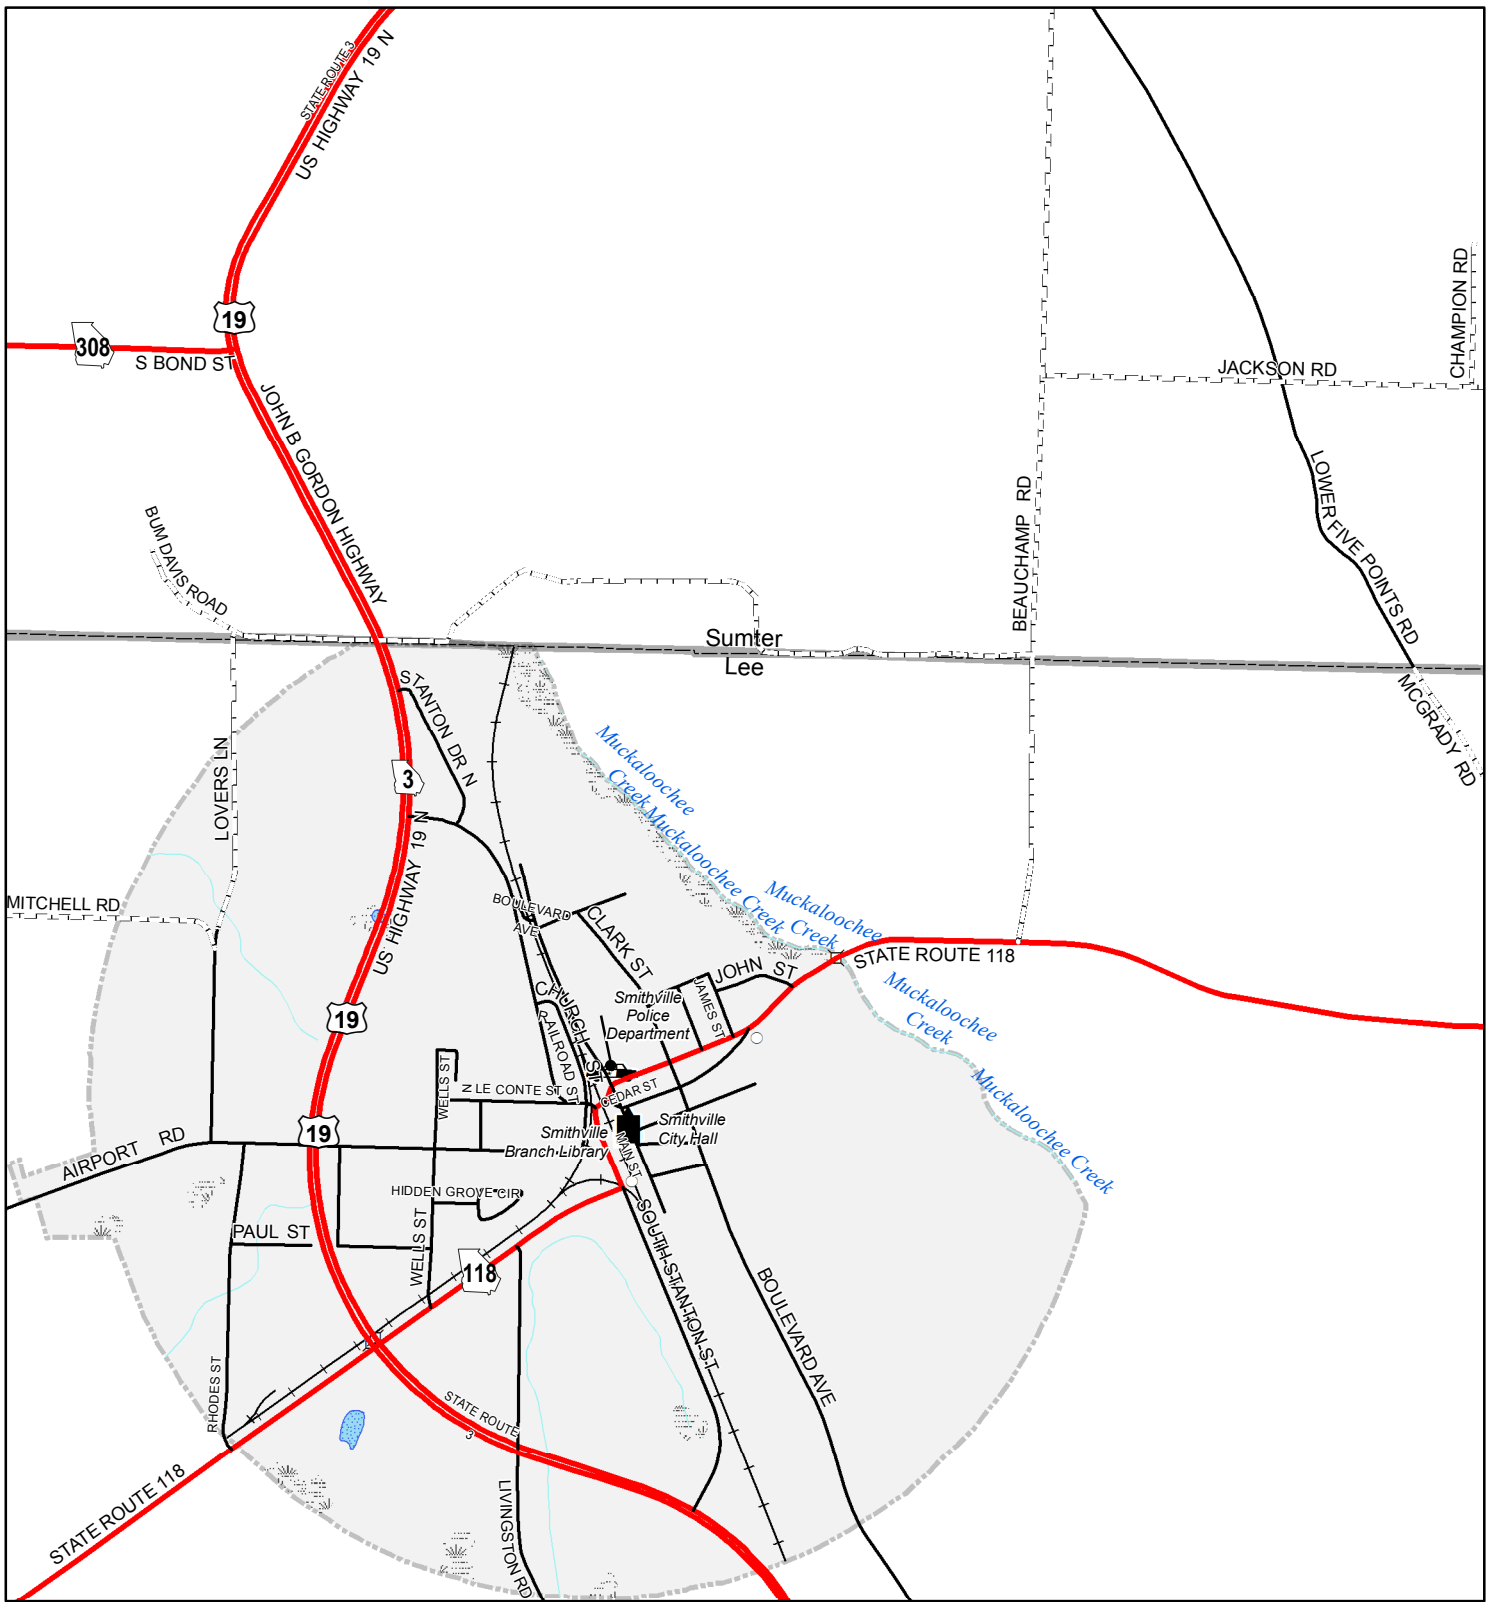 STATE ROUTE 3
US HIGHWAY 19 N
19
308
S BOND ST
JOHN B GORDON HIGHWAY
CHAMPION RD
JACKSON RD
LOWER FIVE POINTS RD
BEAUCHAMP RD
BUM DAVIS ROAD
Sumter
Lee
MCGRADY RD
STANTON DR N
LOVERS LN
3
Muckaloochee
Creek
Muckaloochee Creek
US HIGHWAY 19 N
MITCHELL RD
BOULEVARD
AVE
CLARK ST
Muckaloochee
Creek
STATE ROUTE 118
JOHN ST
JAMES ST
CHURCH ST
RAILROAD ST
Smithville
Police
Department
Muckaloochee
Creek
19
WELLS ST
N LE CONTE ST
CEDAR ST
Muckaloochee Creek
19
AIRPORT RD
Smithville
Branch Library
Smithville
City Hall
MAIN ST
HIDDEN GROVE CIR
PAUL ST
WELLS ST
118
SOUTH STANTON ST
BOULEVARD AVE
RHODES ST
STATE ROUTE
3
STATE ROUTE 118
LIVINGSTON RD